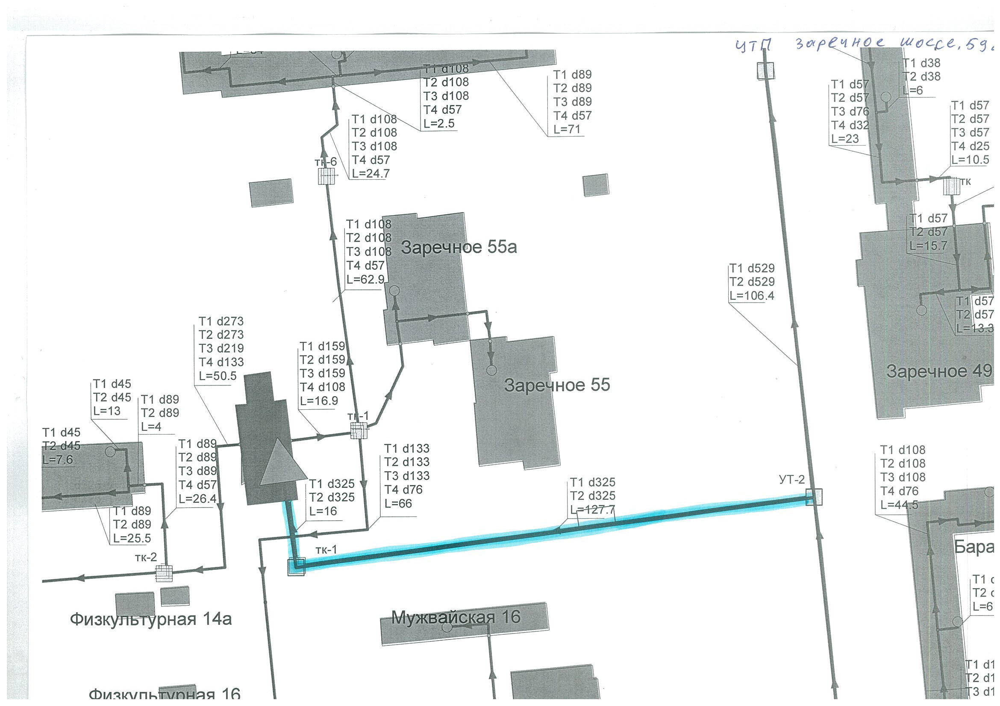 ЦТП Заречное шоссе, 59
T1 d108
T2 d108
T3 d108
T4 d57
L=2.5
T1 d89
T2 d89
T3 d89
T4 d57
L=71
T1 d38
T2 d38
L=6
T1 d57
T2 d57
T3 d76
T4 d32
L=23
T1 d57
T2 d57
T3 d57
T4 d25
L=10.5
T1 d108
T2 d108
T3 d108
T4 d57
L=24.7
тк-6
тк
T1 d108
T2 d108
T3 d108
T4 d57
L=62.9
Заречное 55а
T1 d57
T2 d57
L=15.7
T1 d529
T2 d529
L=106.4
T1 d57
T2 d57
L=13.3
T1 d273
T2 d273
T3 d219
T4 d133
L=50.5
T1 d159
T2 d159
T3 d159
T4 d108
L=16.9
Заречное 55
Заречное 49
T1 d45
T2 d45
L=13
T1 d89
T2 d89
L=4
тк-1
T1 d45
T2 d45
L=7.6
T1 d89
T2 d89
T3 d89
T4 d57
L=26.4
T1 d133
T2 d133
T3 d133
T4 d76
L=66
T1 d108
T2 d108
T3 d108
T4 d76
L=44.5
T1 d325
T2 d325
L=16
T1 d325
T2 d325
L=127.7
УТ-2
T1 d89
T2 d89
L=25.5
тк-2
тк-1
Бара
T1
T2
L=6
Физкультурная 14а
Мужвайская 16
T1 d1
T2 d1
T3 d1
Физкультурная 16